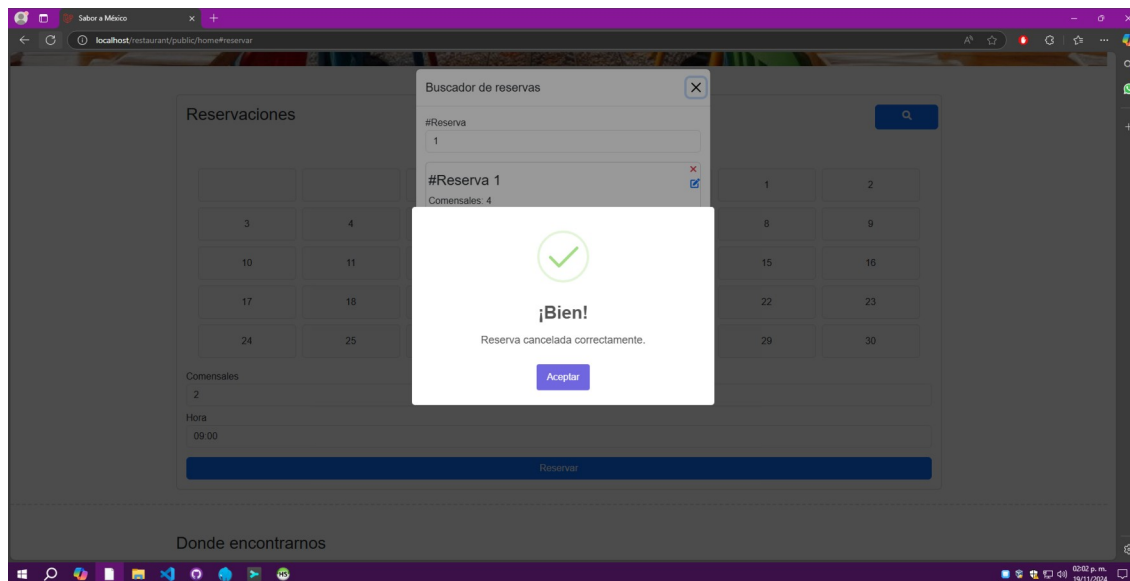 Sabor a México
localhost/restaurant/public/home#reservar
Buscador de reservas
Reservaciones
#Reserva
1
#Reserva 1
Comensales: 4
1 2
3 4 8 9
10 11 15 16
17 18 22 23
24 25 29 30
¡Bien!
Reserva cancelada correctamente.
Aceptar
Comensales
2
Hora
09:00
Reservar
Donde encontrarnos
02:02 p. m.
19/11/2024